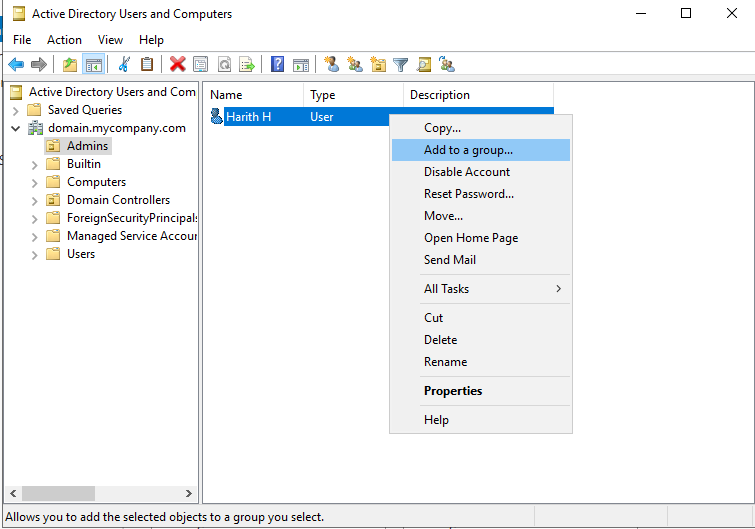 Active Directory Users and Computers
File Action View Help
Active Directory Users and Com
Saved Queries
domain.mycompany.com
Admins
Builtin
Computers
Domain Controllers
ForeignSecurityPrincipals
Managed Service Accour
Users
Name Type Description
Harith H User
Copy...
Add to a group...
Disable Account
Reset Password...
Move...
Open Home Page
Send Mail
All Tasks
Cut
Delete
Rename
Properties
Help
Allows you to add the selected objects to a group you select.